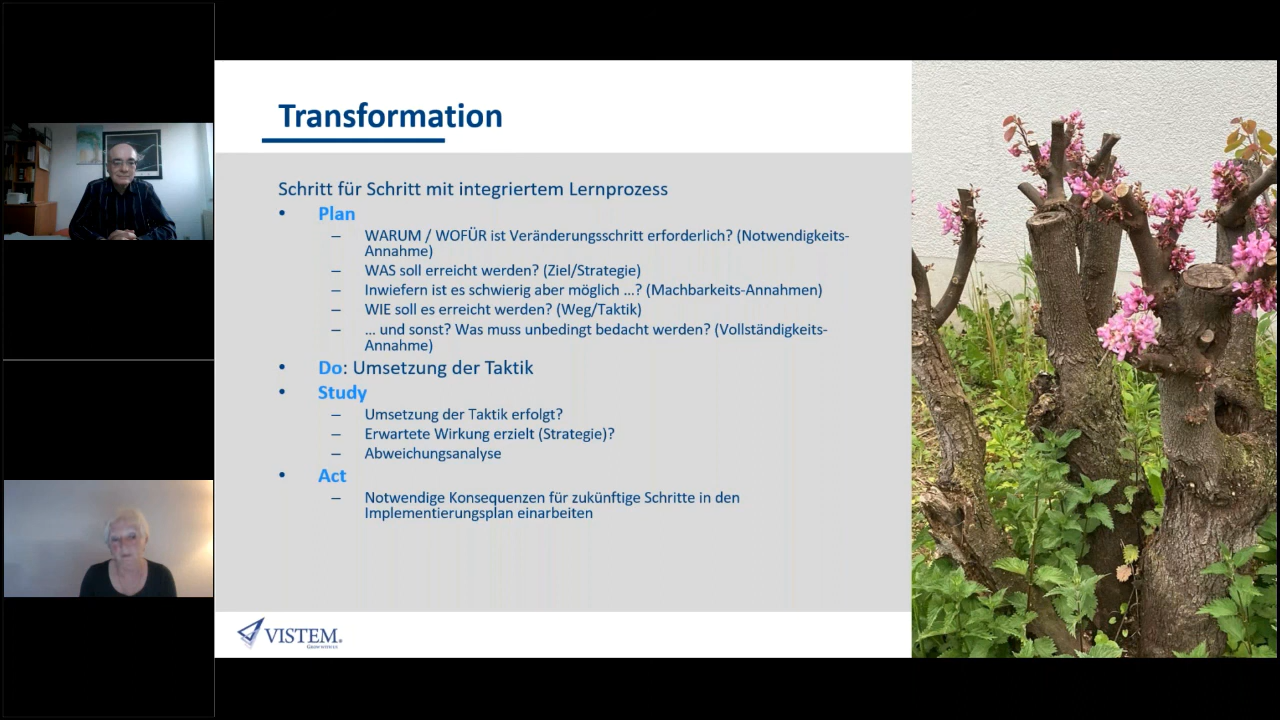 Transformation
Schritt für Schritt mit integriertem Lernprozess
• Plan
– WARUM / WOFÜR ist Veränderungsschritt erforderlich? (Notwendigkeits-
Annahme)
– WAS soll erreicht werden? (Ziel/Strategie)
– Inwiefern ist es schwierig aber möglich ...? (Machbarkeits-Annahmen)
– WIE soll es erreicht werden? (Weg/Taktik)
– ... und sonst? Was muss unbedingt bedacht werden? (Vollständigkeits-
Annahme)
• Do: Umsetzung der Taktik
• Study
– Umsetzung der Taktik erfolgt?
– Erwartete Wirkung erzielt (Strategie)?
– Abweichungsanalyse
• Act
– Notwendige Konsequenzen für zukünftige Schritte in den
Implementierungsplan einarbeiten
VISTEM®